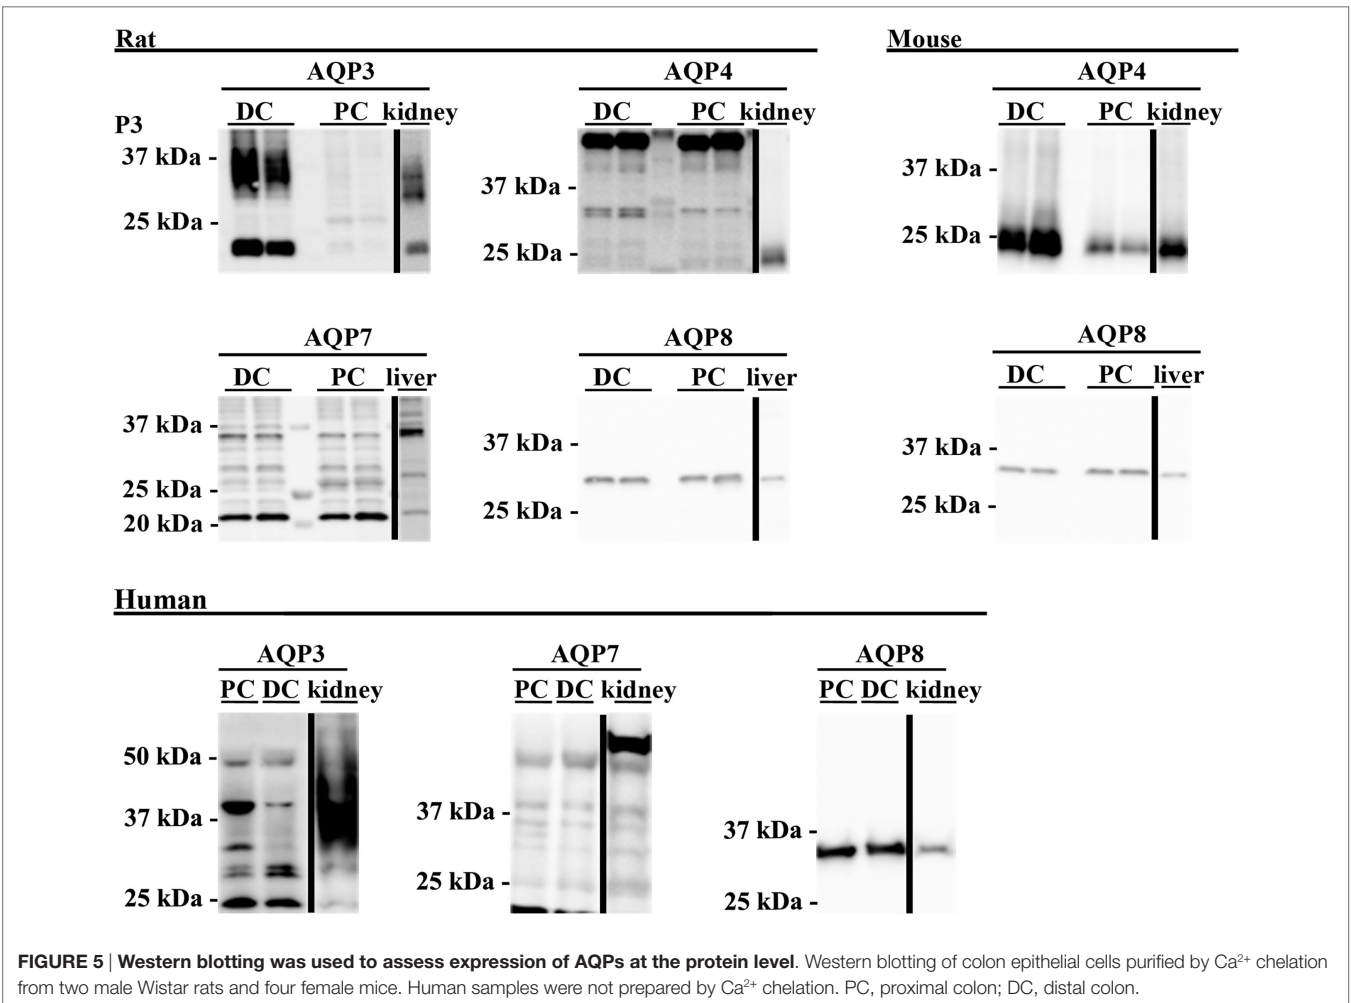 Rat
Mouse
AQP3
AQP4
AQP4
DC PC kidney
DC PC kidney
DC PC kidney
P3
37 kDa -
25 kDa -
37 kDa -
25 kDa -
37 kDa -
25 kDa -
AQP7
AQP8
AQP8
DC PC liver
DC PC liver
DC PC liver
37 kDa -
25 kDa -
20 kDa -
37 kDa -
25 kDa -
37 kDa -
25 kDa -
Human
AQP3
AQP7
AQP8
PC DC kidney
PC DC kidney
PC DC kidney
50 kDa -
37 kDa -
25 kDa -
37 kDa -
25 kDa -
37 kDa -
25 kDa -
FIGURE 5 | Western blotting was used to assess expression of AQPs at the protein level. Western blotting of colon epithelial cells purified by Ca²⁺ chelation
from two male Wistar rats and four female mice. Human samples were not prepared by Ca²⁺ chelation. PC, proximal colon; DC, distal colon.